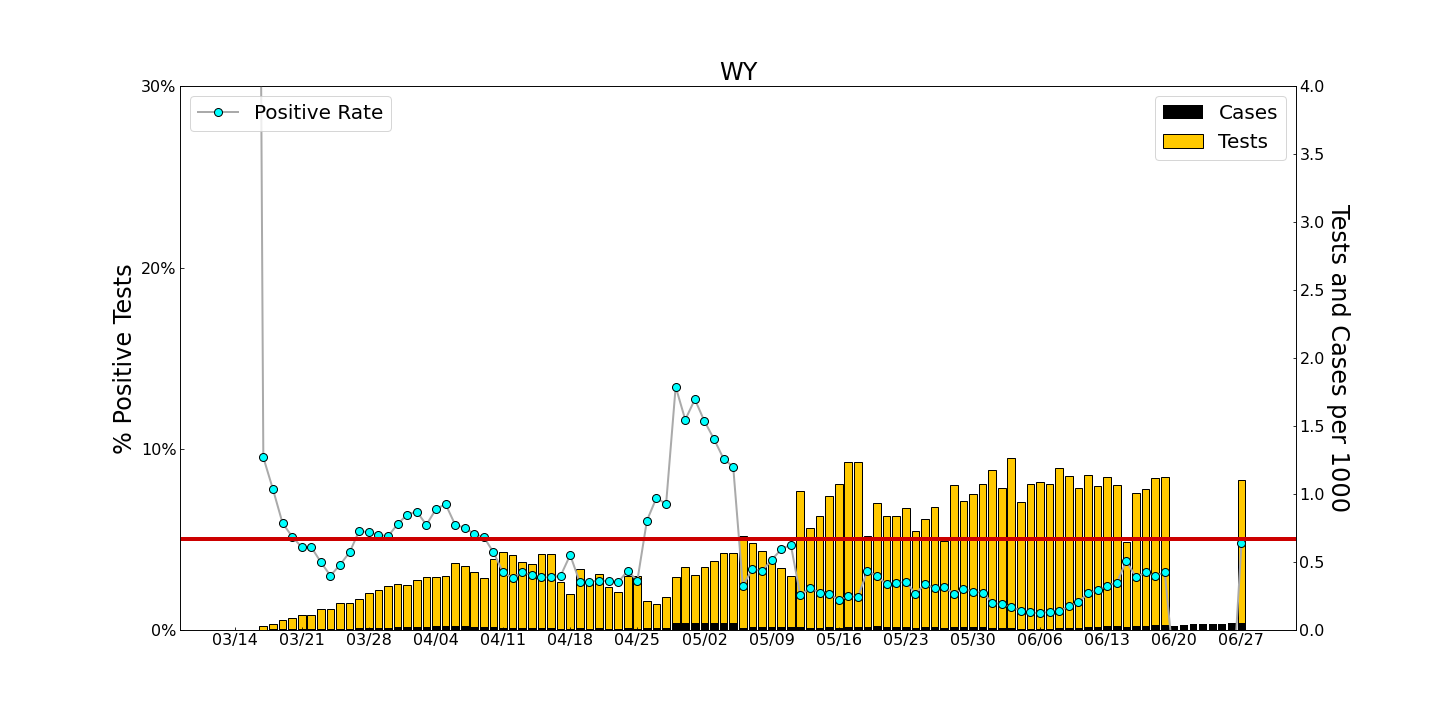 WY
Positive Rate
Cases
Tests
% Positive Tests
30%
20%
10%
0%
Tests and Cases per 1000
4.0
3.5
3.0
2.5
2.0
1.5
1.0
0.5
0.0
03/14 03/21 03/28 04/04 04/11 04/18 04/25 05/02 05/09 05/16 05/23 05/30 06/06 06/13 06/20 06/27